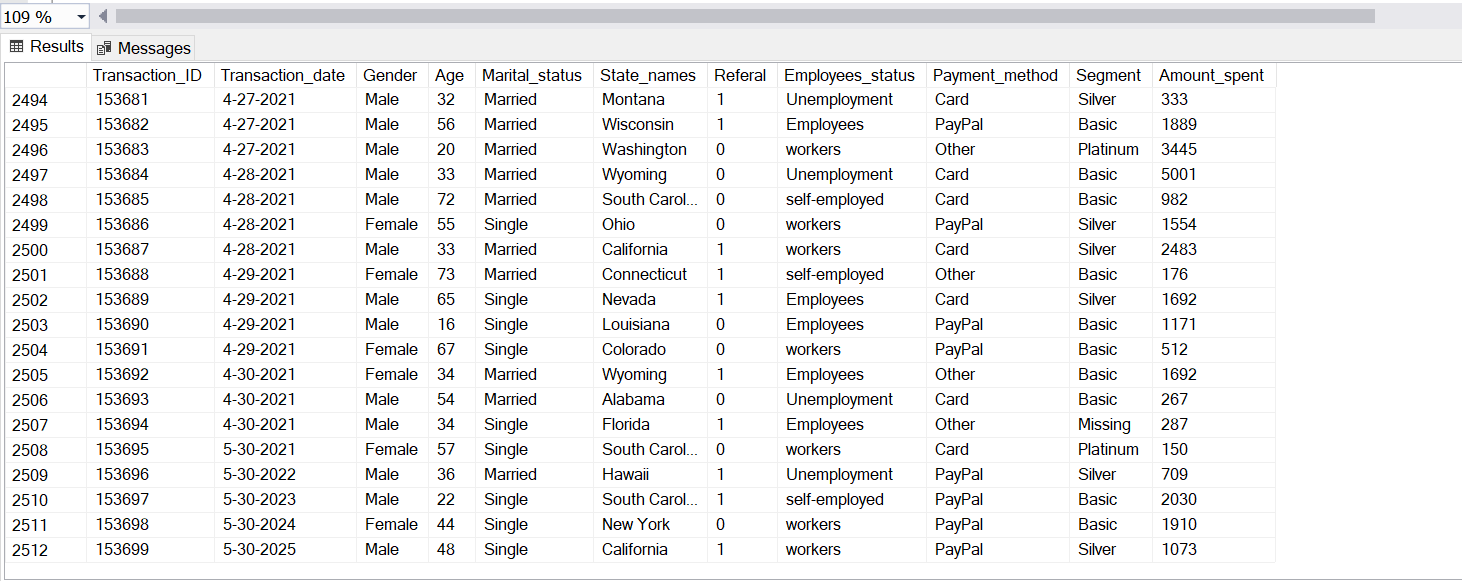 109 %
Results Messages
Transaction_ID Transaction_date Gender Age Marital_status State_names Referal Employees_status Payment_method Segment Amount_spent
2494 153681 4-27-2021 Male 32 Married Montana 1 Unemployment Card Silver 333
2495 153682 4-27-2021 Male 56 Married Wisconsin 1 Employees PayPal Basic 1889
2496 153683 4-27-2021 Male 20 Married Washington 0 workers Other Platinum 3445
2497 153684 4-28-2021 Male 33 Married Wyoming 0 Unemployment Card Basic 5001
2498 153685 4-28-2021 Male 72 Married South Carol... 0 self-employed Card Basic 982
2499 153686 4-28-2021 Female 55 Single Ohio 0 workers PayPal Silver 1554
2500 153687 4-28-2021 Male 33 Married California 1 workers Card Silver 2483
2501 153688 4-29-2021 Female 73 Married Connecticut 1 self-employed Other Basic 176
2502 153689 4-29-2021 Male 65 Single Nevada 1 Employees Card Silver 1692
2503 153690 4-29-2021 Male 16 Single Louisiana 0 Employees PayPal Basic 1171
2504 153691 4-29-2021 Female 67 Single Colorado 0 workers PayPal Basic 512
2505 153692 4-30-2021 Female 34 Married Wyoming 1 Employees Other Basic 1692
2506 153693 4-30-2021 Male 54 Married Alabama 0 Unemployment Card Basic 267
2507 153694 4-30-2021 Male 34 Single Florida 1 Employees Other Missing 287
2508 153695 5-30-2021 Female 57 Single South Carol... 0 workers Card Platinum 150
2509 153696 5-30-2022 Male 36 Married Hawaii 1 Unemployment PayPal Silver 709
2510 153697 5-30-2023 Male 22 Single South Carol... 1 self-employed PayPal Basic 2030
2511 153698 5-30-2024 Female 44 Single New York 0 workers PayPal Basic 1910
2512 153699 5-30-2025 Male 48 Single California 1 workers PayPal Silver 1073